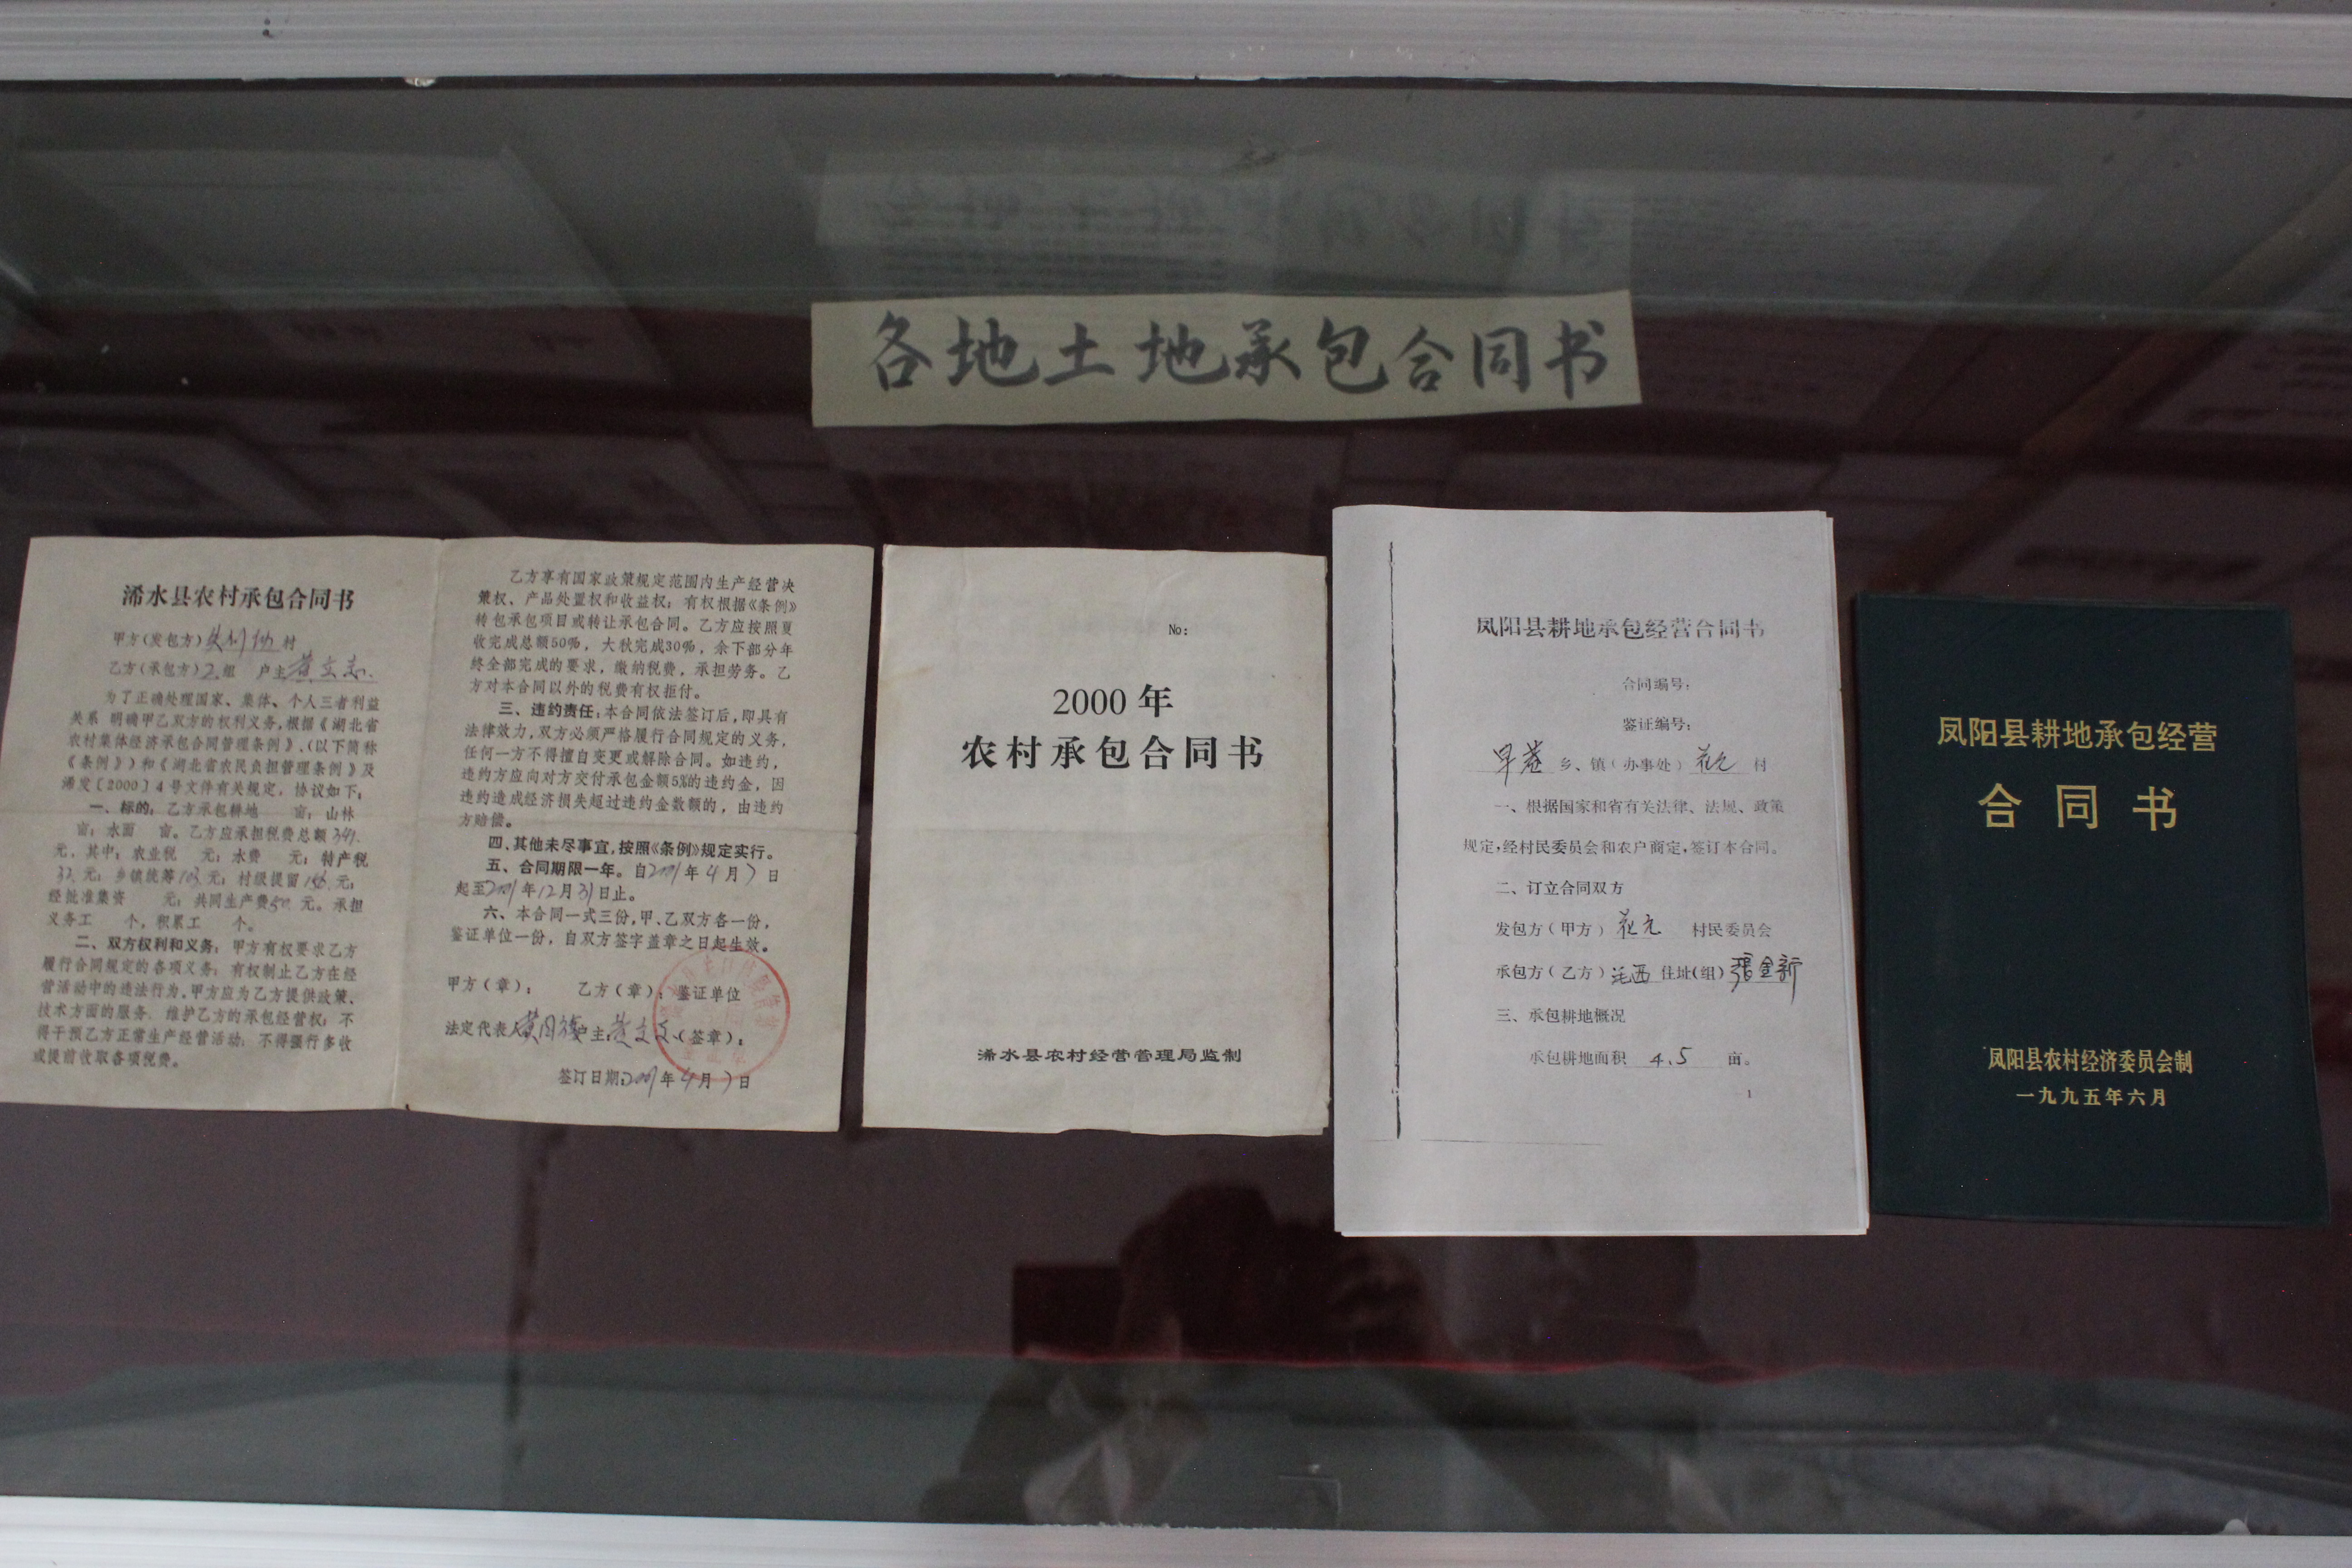 各地土地承包合同书
浠水县农村承包合同书
甲方(发包方) 村
乙方(承包方)2组 户主黄立志
为了正确处理国家、集体、个人三者利益
关系 明确甲乙双方的权利义务,根据《湖北省
农村集体经济承包合同管理条例》、(以下简称
《条例》)和《湖北省农民负担管理条例》及
浠发〔2000〕4号文件有关规定,协议如下:
一、标的:乙方承包耕地 亩;山林
亩;水面 亩。乙方应承担税费总额 
元,其中:农业税 元;水费 元;特产税
32元;乡镇统筹103元;村级提留 元;
经批准集资 元;共同生产费50元。承担
义务工 个,积累工 个。
二、双方权利和义务:甲方有权要求乙方
履行合同规定的各项义务;有权制止乙方在经
营活动中的违法行为。甲方应为乙方提供政策、
技术方面的服务,维护乙方的承包经营权;不
得干预乙方正常生产经营活动;不得强行多收
或提前收取各项税费。
乙方享有国家政策规定范围内生产经营决
策权、产品处置权和收益权;有权根据《条例》
转包承包项目或转让承包合同。乙方应按照夏
收完成总额50%,大秋完成30%,余下部分年
终全部完成的要求,缴纳税费,承担劳务。乙
方对本合同以外的税费有权拒付。
三、违约责任:本合同依法签订后,即具有
法律效力,双方必须严格履行合同规定的义务,
任何一方不得擅自变更或解除合同。如违约,
违约方应向对方交付承包金额5%的违约金,因
违约造成经济损失超过违约金数额的,由违约
方赔偿。
四、其他未尽事宜,按照《条例》规定实行。
五、合同期限一年。自2001年4月7日
起至2001年12月31日止。
六、本合同一式三份,甲、乙双方各一份,
鉴证单位一份,自双方签字盖章之日起生效。
甲方(章): 乙方(章): 鉴证单位
法定代表人 户主: (签章):
签订日期:2001年4月7日
No:
2000年
农村承包合同书
浠水县农村经营管理局监制
凤阳县耕地承包经营合同书
合同编号:
鉴证编号:
早庵 乡、镇(办事处) 花元 村
一、根据国家和省有关法律、法规、政策
规定,经村民委员会和农户商定,签订本合同。
二、订立合同双方
发包方(甲方) 花元 村民委员会
承包方(乙方) 住址(组) 張金新
三、承包耕地概况
承包耕地面积 4.5 亩。
1
凤阳县耕地承包经营
合同书
凤阳县农村经济委员会制
一九九五年六月